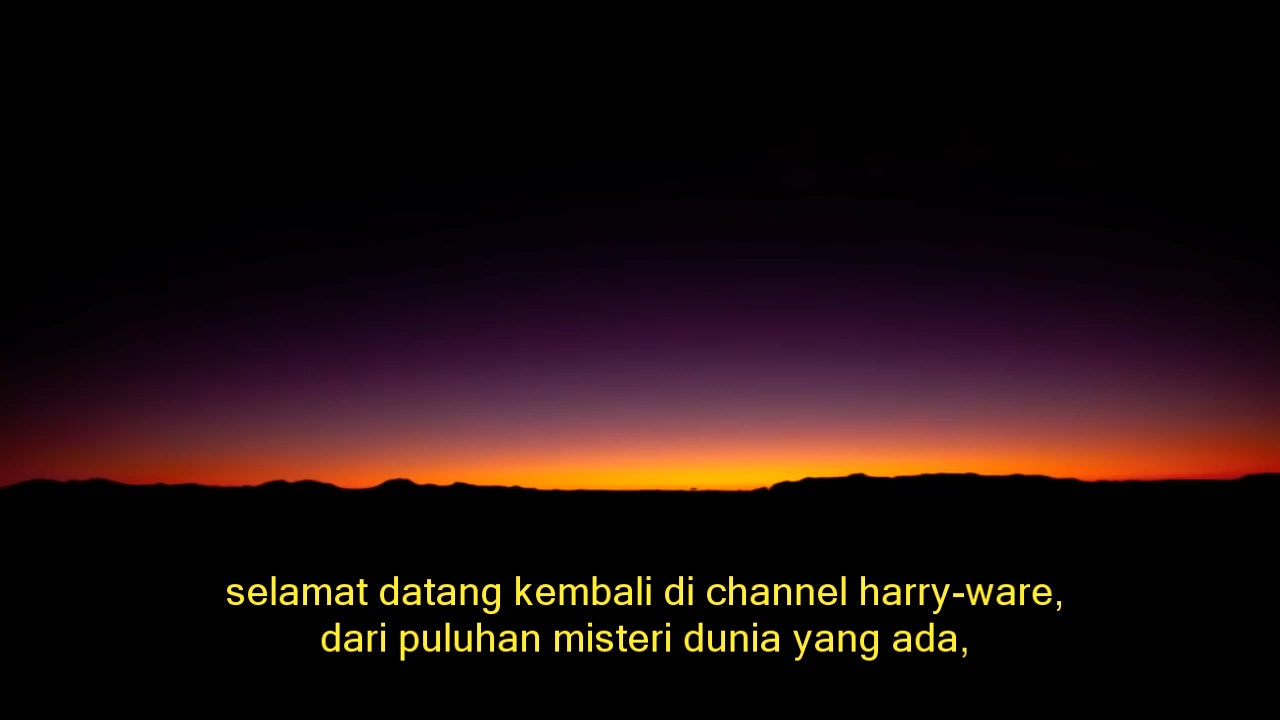 selamat datang kembali di channel harry-ware,
dari puluhan misteri dunia yang ada,